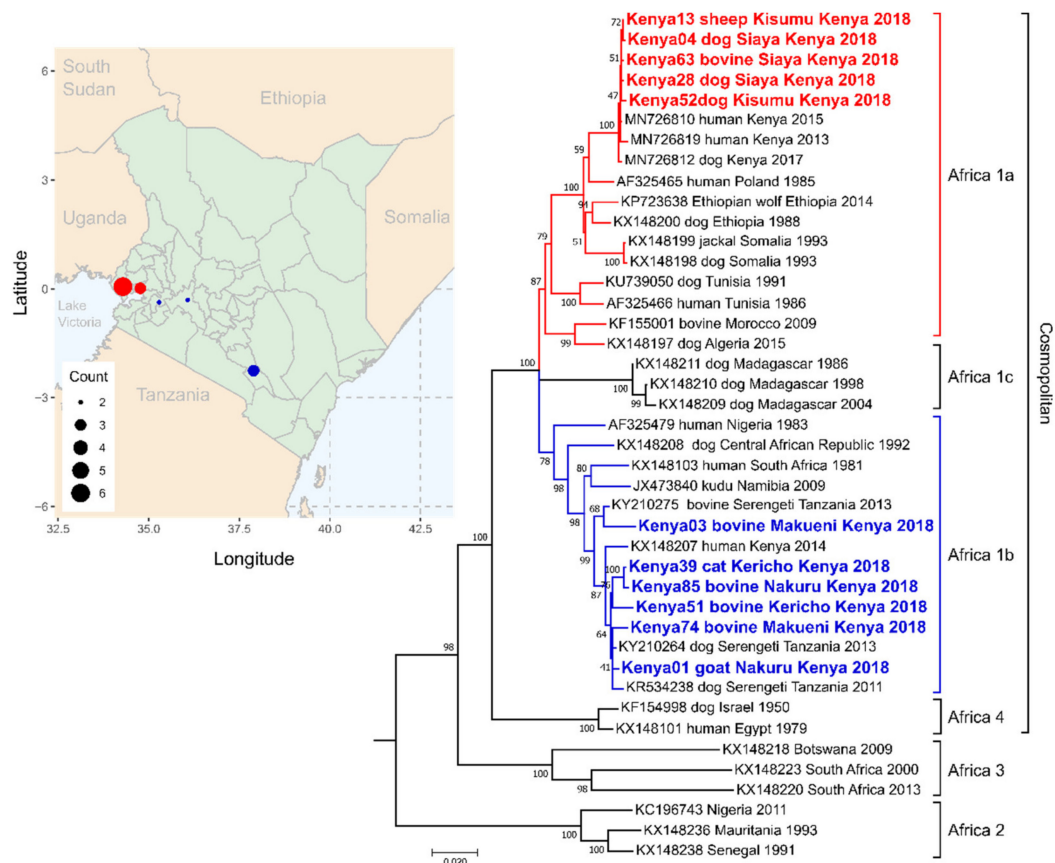 6
3
0
−3
−6
Latitude
32.5
35.0
37.5
40.0
42.5
Longitude
South
Sudan
Ethiopia
Uganda
Somalia
Lake
Victoria
Tanzania
Count
2
3
4
5
6
Kenya13 sheep Kisumu Kenya 2018
Kenya04 dog Siaya Kenya 2018
Kenya63 bovine Siaya Kenya 2018
Kenya28 dog Siaya Kenya 2018
Kenya52dog Kisumu Kenya 2018
MN726810 human Kenya 2015
MN726819 human Kenya 2013
MN726812 dog Kenya 2017
AF325465 human Poland 1985
KP723638 Ethiopian wolf Ethiopia 2014
KX148200 dog Ethiopia 1988
KX148199 jackal Somalia 1993
KX148198 dog Somalia 1993
KU739050 dog Tunisia 1991
AF325466 human Tunisia 1986
KF155001 bovine Morocco 2009
KX148197 dog Algeria 2015
KX148211 dog Madagascar 1986
KX148210 dog Madagascar 1998
KX148209 dog Madagascar 2004
AF325479 human Nigeria 1983
KX148208 dog Central African Republic 1992
KX148103 human South Africa 1981
JX473840 kudu Namibia 2009
KY210275 bovine Serengeti Tanzania 2013
Kenya03 bovine Makueni Kenya 2018
KX148207 human Kenya 2014
Kenya39 cat Kericho Kenya 2018
Kenya85 bovine Nakuru Kenya 2018
Kenya51 bovine Kericho Kenya 2018
Kenya74 bovine Makueni Kenya 2018
KY210264 dog Serengeti Tanzania 2013
Kenya01 goat Nakuru Kenya 2018
KR534238 dog Serengeti Tanzania 2011
KF154998 dog Israel 1950
KX148101 human Egypt 1979
KX148218 Botswana 2009
KX148223 South Africa 2000
KX148220 South Africa 2013
KC196743 Nigeria 2011
KX148236 Mauritania 1993
KX148238 Senegal 1991
72
51
47
100
59
100
94
51
100
79
87
100
99
100
100
99
78
98
80
98
68
99
100
76
87
64
41
100
100
98
100
98
100
100
0.020
Africa 1a
Africa 1c
Africa 1b
Africa 4
Africa 3
Africa 2
Cosmopolitan